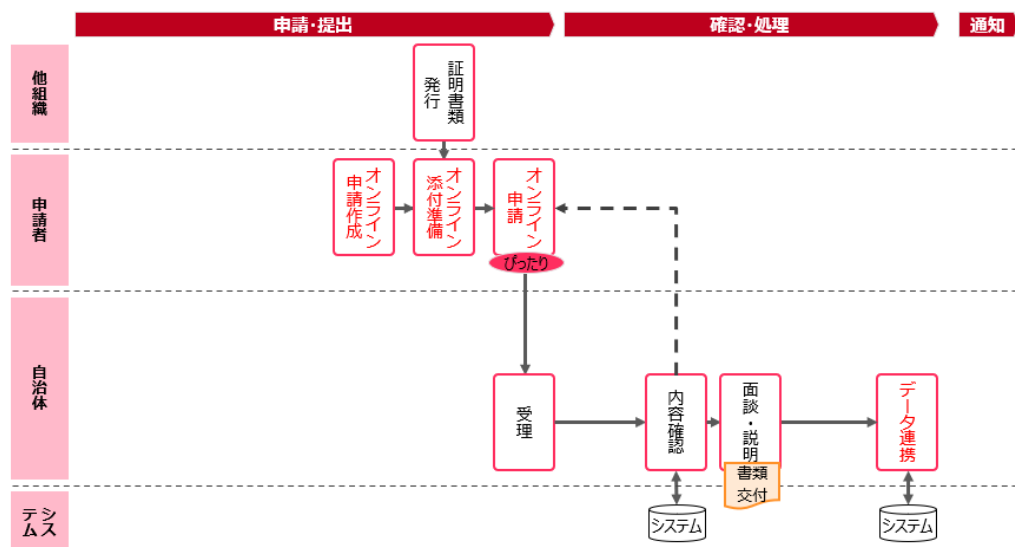 申請・提出
確認・処理
通知
他組織
証明書類
発行
申請者
オンライン
申請作成
オンライン
添付準備
オンライン
申請
ぴったり
自治体
受理
内容確認
面談・説明
書類
交付
データ連携
シス
テム
システム
システム